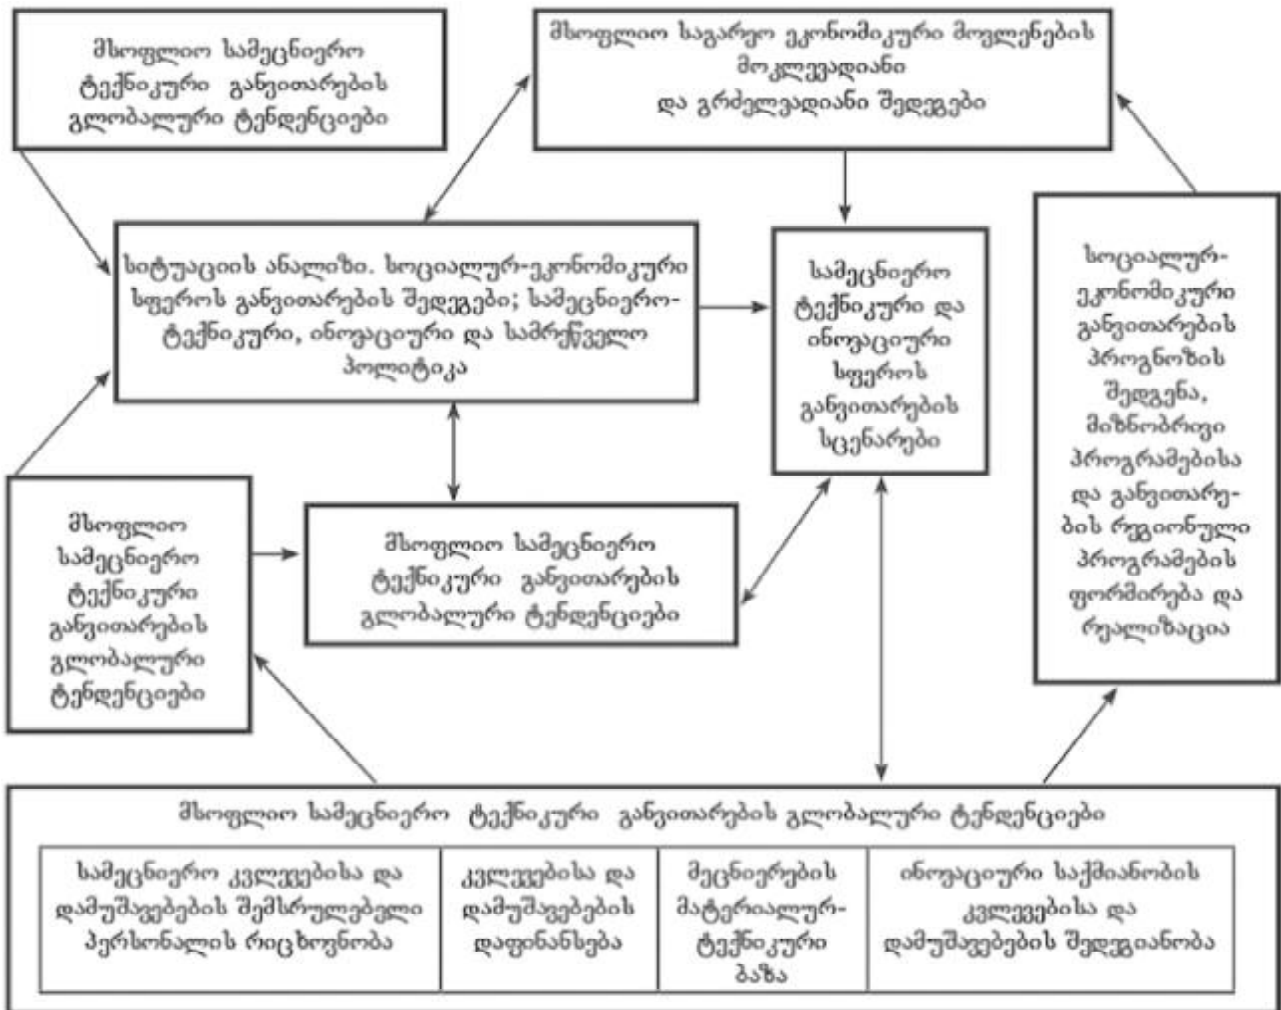 მსოფლიო სამეცნიერო
ტექნიკური განვითარების
გლობალური ტენდენციები
მსოფლიო საგარეო ეკონომიკური მოვლენების
მოკლევადიანი
და გრძელვადიანი შედეგები
სიტუაციის ანალიზი. სოციალურ-ეკონომიკური
სფეროს განვითარების შედეგები; სამეცნიერო-
ტექნიკური, ინოვაციური და სამრეწველო
პოლიტიკა
სამეცნიერო
ტექნიკური და
ინოვაციური
სფეროს
განვითარების
სცენარები
სოციალურ-
ეკონომიკური
განვითარების
პროგნოზის
შედგენა,
მიზნობრივი
პროგრამებისა
და განვითარე-
ბის რეგიონული
პროგრამების
ფორმირება და
რეალიზაცია
მსოფლიო
სამეცნიერო
ტექნიკური
განვითარების
გლობალური
ტენდენციები
მსოფლიო სამეცნიერო
ტექნიკური განვითარების
გლობალური ტენდენციები
მსოფლიო სამეცნიერო ტექნიკური განვითარების გლობალური ტენდენციები
სამეცნიერო კვლევებისა და
დამუშავებების შემსრულებელი
პერსონალის რიცხოვნობა
კვლევებისა და
დამუშავებების
დაფინანსება
მეცნიერების
მატერიალურ-
ტექნიკური
ბაზა
ინოვაციური საქმიანობის
კვლევებისა და
დამუშავებების შედეგიანობა